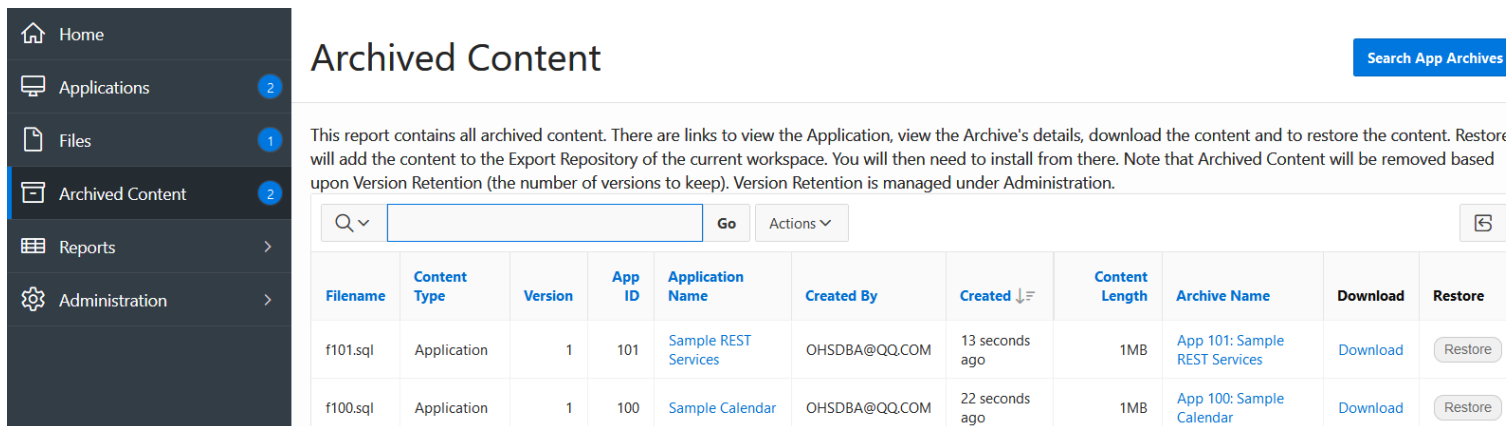 Home
Applications 2
Files 1
Archived Content 2
Reports
Administration
Archived Content
Search App Archives
This report contains all archived content. There are links to view the Application, view the Archive's details, download the content and to restore the content. Restore
will add the content to the Export Repository of the current workspace. You will then need to install from there. Note that Archived Content will be removed based
upon Version Retention (the number of versions to keep). Version Retention is managed under Administration.
Go Actions
Filename Content Type Version App ID Application Name Created By Created Content Length Archive Name Download Restore
f101.sql Application 1 101 Sample REST Services OHSDBA@QQ.COM 13 seconds ago 1MB App 101: Sample REST Services Download Restore
f100.sql Application 1 100 Sample Calendar OHSDBA@QQ.COM 22 seconds ago 1MB App 100: Sample Calendar Download Restore